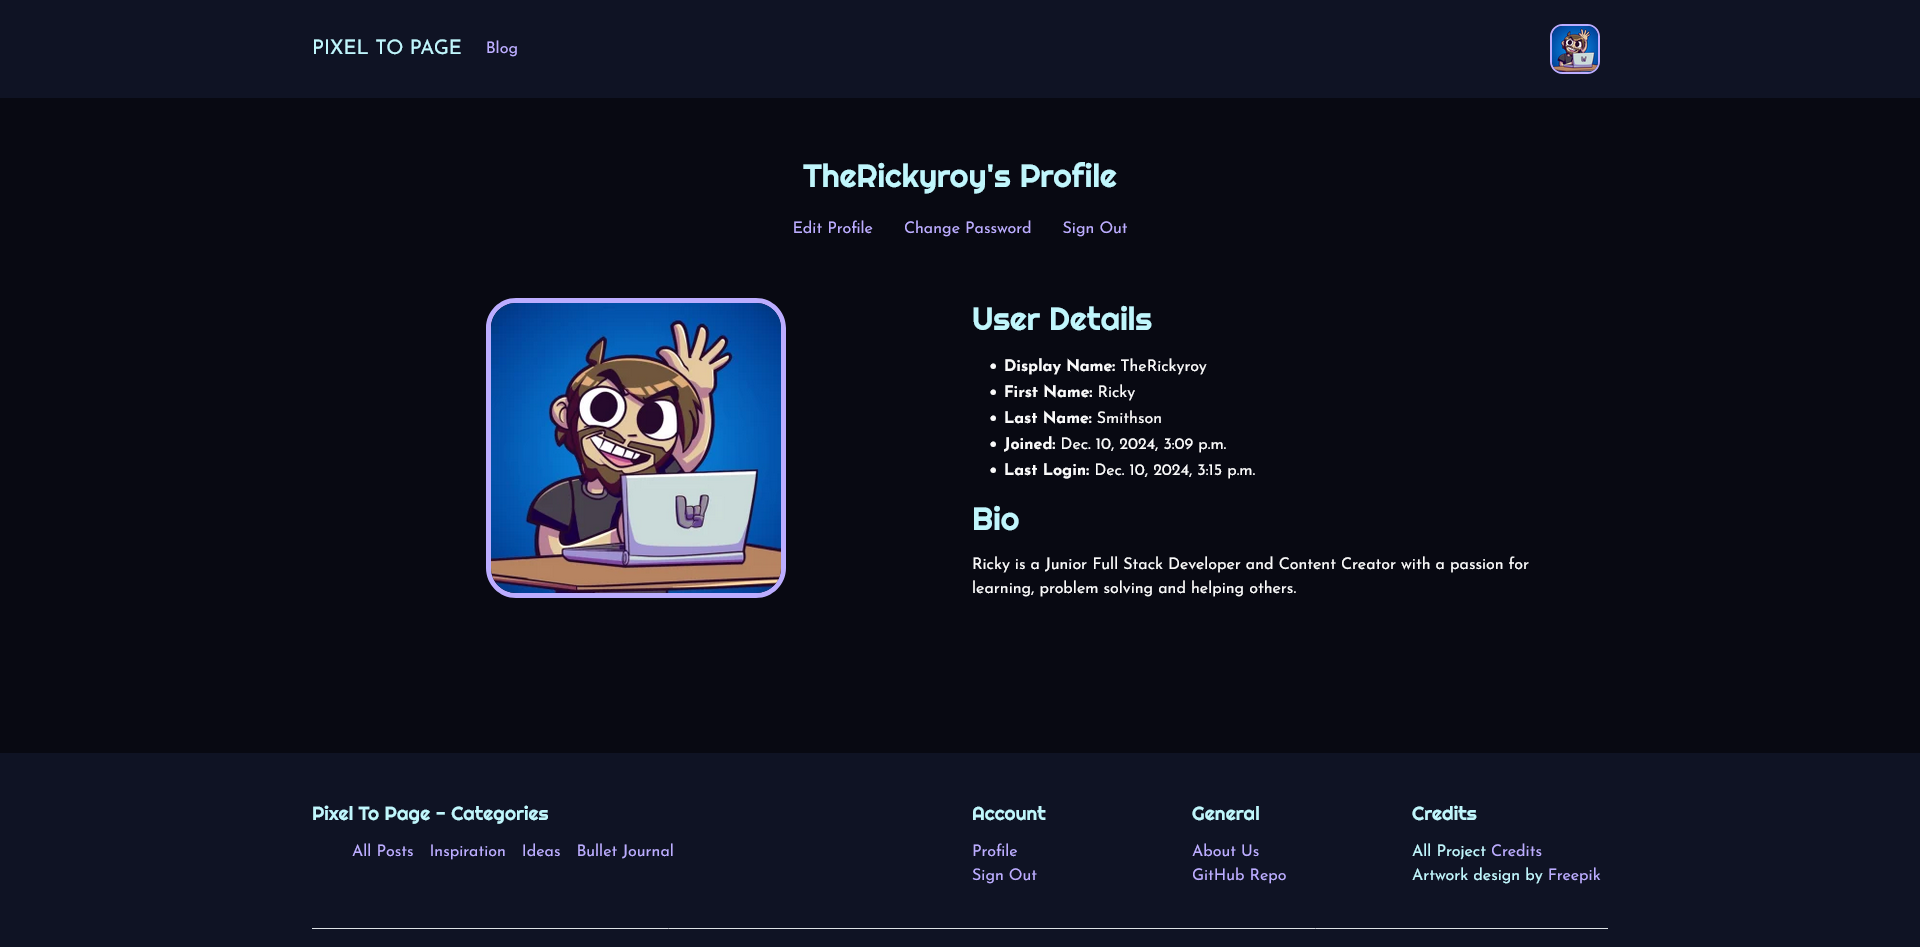 PIXEL TO PAGE Blog
TheRickyroy's Profile
Edit Profile Change Password Sign Out
User Details
• Display Name: TheRickyroy
• First Name: Ricky
• Last Name: Smithson
• Joined: Dec. 10, 2024, 3:09 p.m.
• Last Login: Dec. 10, 2024, 3:15 p.m.
Bio
Ricky is a Junior Full Stack Developer and Content Creator with a passion for
learning, problem solving and helping others.
Pixel To Page - Categories
All Posts Inspiration Ideas Bullet Journal
Account
Profile
Sign Out
General
About Us
GitHub Repo
Credits
All Project Credits
Artwork design by Freepik